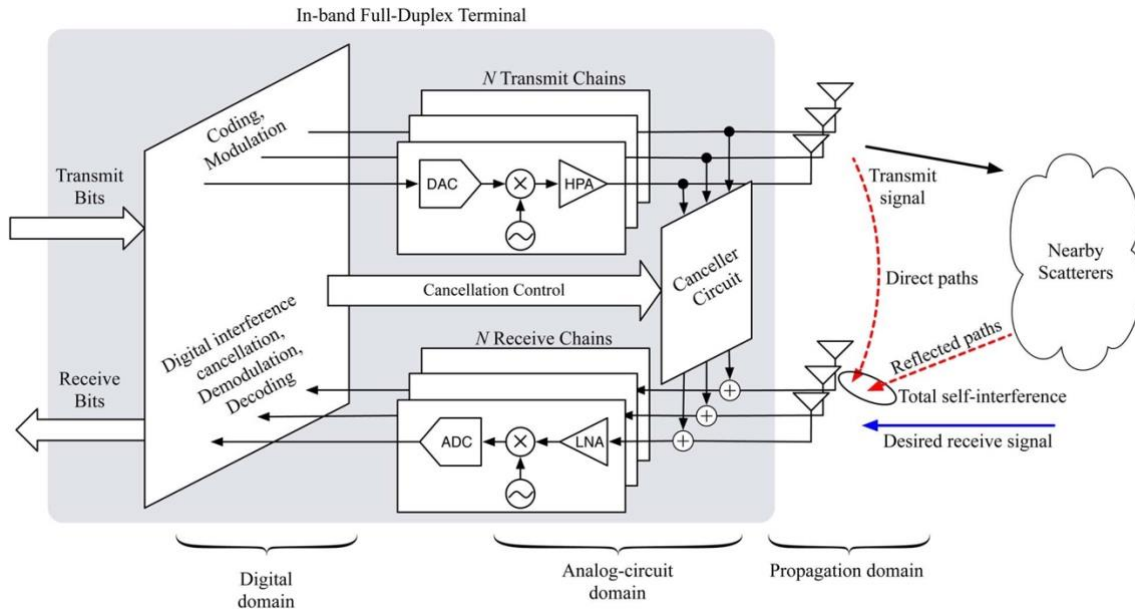 In-band Full-Duplex Terminal
N Transmit Chains
Coding,
Modulation
Transmit
Bits
DAC
HPA
Transmit
signal
Nearby
Scatterers
Canceller
Circuit
Direct paths
Cancellation Control
Digital interference
cancellation,
Demodulation,
Decoding
N Receive Chains
Reflected paths
Receive
Bits
Total self-interference
Desired receive signal
ADC
LNA
Digital
domain
Analog-circuit
domain
Propagation domain